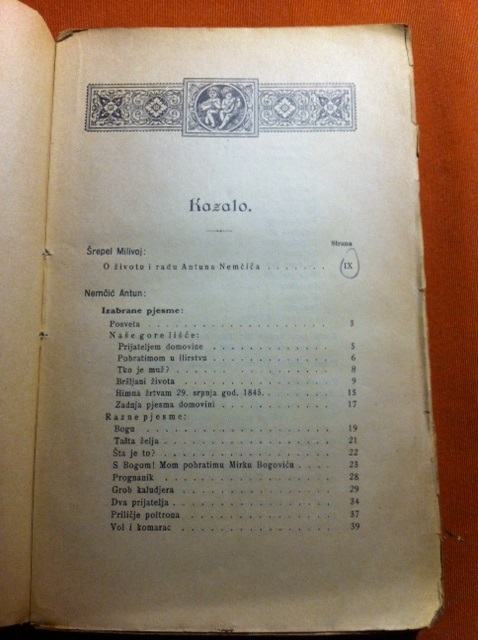 Kazalo.
Strana
Šrepel Milivoj:
O životu i radu Antuna Nemčića . . . . . . . IX
Nemčić Antun:
Izabrane pjesme:
Posveta . . . . . . . . . . . . . . . . 3
Naše gore lišće:
Prijateljem domovine . . . . . . . . . . 5
Pobratimom u ilirstvu . . . . . . . . . . 6
Tko je muž? . . . . . . . . . . . . . 8
Bršljani života . . . . . . . . . . . . 9
Himna žrtvam 29. srpnja god. 1845. . . . . . 15
Zadnja pjesma domovini . . . . . . . . . 17
Razne pjesme:
Bogu . . . . . . . . . . . . . . . 19
Tašta želja . . . . . . . . . . . . . 21
Šta je to? . . . . . . . . . . . . . . 22
S Bogom! Mom pobratimu Mirku Bogoviću . . . 23
Prognanik . . . . . . . . . . . . . . 28
Grob kaludjera . . . . . . . . . . . . 29
Dva prijatelja . . . . . . . . . . . . . 34
Priličje poltrona . . . . . . . . . . . . 37
Vol i komarac . . . . . . . . . . . . 39